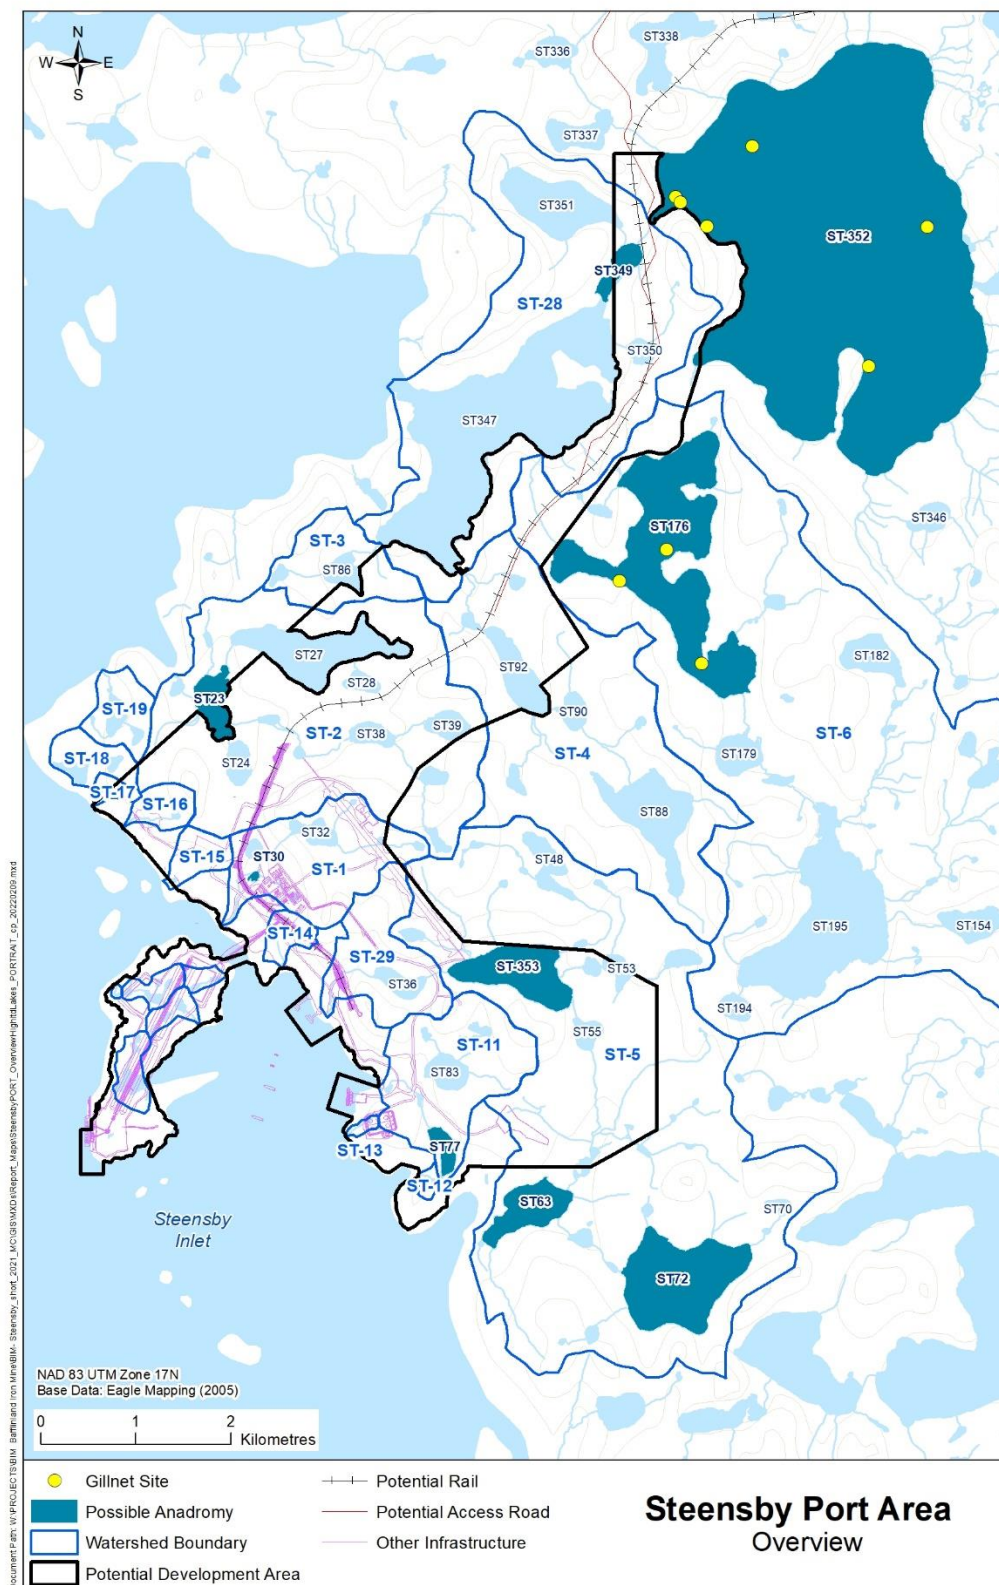 N
W E
S
ST336
ST338
ST337
ST351
ST-352
ST349
ST-28
ST350
ST347
ST346
ST-3
ST176
ST86
ST27
ST92
ST182
ST23
ST28
ST-19
ST-2
ST38
ST39
ST90
ST-4
ST-6
ST-18
ST24
ST179
ST-17
ST-16
ST88
ST32
ST-15
ST30
ST48
ST-1
ST195
ST154
ST-14
ST-29
ST-353
ST53
ST36
ST194
ST55
ST-11
ST-5
ST83
ST-13
ST77
ST-12
ST63
ST70
Steensby
Inlet
ST72
NAD 83 UTM Zone 17N
Base Data: Eagle Mapping (2005)
0 1 2
Kilometres
Gillnet Site
Possible Anadromy
Watershed Boundary
Potential Development Area
Potential Rail
Potential Access Road
Other Infrastructure
Steensby Port Area
Overview